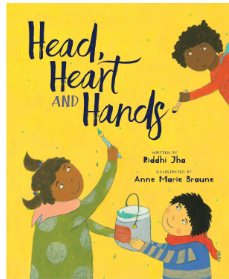 Head,
Heart
AND Hands
WRITTEN BY
Riddhi Jha
ILLUSTRATED BY
Anne Marie Braune